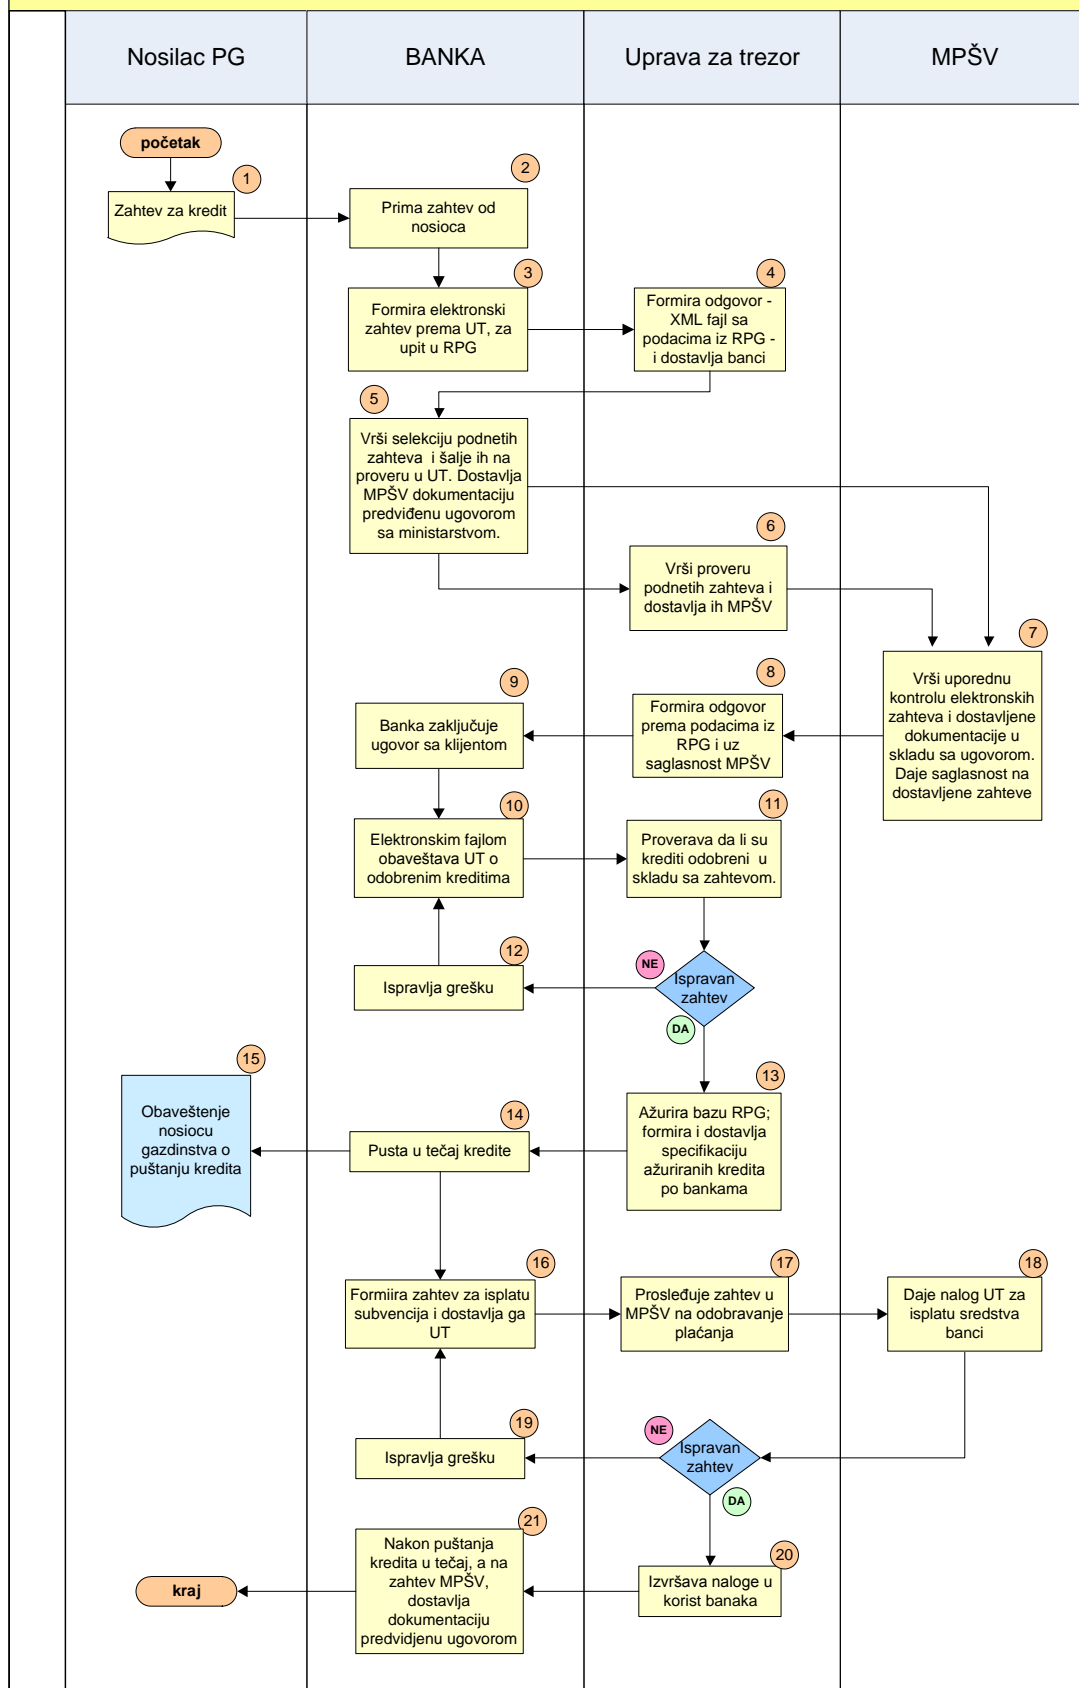 Nosilac PG
BANKA
Uprava za trezor
MPŠV
početak
1
Zahtev za kredit
2
Prima zahtev od
nosioca
3
Formira elektronski
zahtev prema UT, za
upit u RPG
4
Formira odgovor -
XML fajl sa
podacima iz RPG -
i dostavlja banci
5
Vrši selekciju podnetih
zahteva i šalje ih na
proveru u UT. Dostavlja
MPŠV dokumentaciju
predviđenu ugovorom
sa ministarstvom.
6
Vrši proveru
podnetih zahteva i
dostavlja ih MPŠV
7
Vrši uporednu
kontrolu elektronskih
zahteva i dostavljene
dokumentacije u
skladu sa ugovorom.
Daje saglasnost na
dostavljene zahteve
8
Formira odgovor
prema podacima iz
RPG i uz
saglasnost MPŠV
9
Banka zaključuje
ugovor sa klijentom
10
Elektronskim fajlom
obaveštava UT o
odobrenim kreditima
11
Proverava da li su
krediti odobreni u
skladu sa zahtevom.
NE
Ispravan
zahtev
DA
12
Ispravlja grešku
13
Ažurira bazu RPG;
formira i dostavlja
specifikaciju
ažuriranih kredita
po bankama
14
Pusta u tečaj kredite
15
Obaveštenje
nosiocu
gazdinstva o
puštanju kredita
16
Formiira zahtev za isplatu
subvencija i dostavlja ga
UT
17
Prosleđuje zahtev u
MPŠV na odobravanje
plaćanja
18
Daje nalog UT za
isplatu sredstva
banci
NE
Ispravan
zahtev
DA
19
Ispravlja grešku
20
Izvršava naloge u
korist banaka
21
Nakon puštanja
kredita u tečaj, a na
zahtev MPŠV,
dostavlja
dokumentaciju
predvidjenu ugovorom
kraj